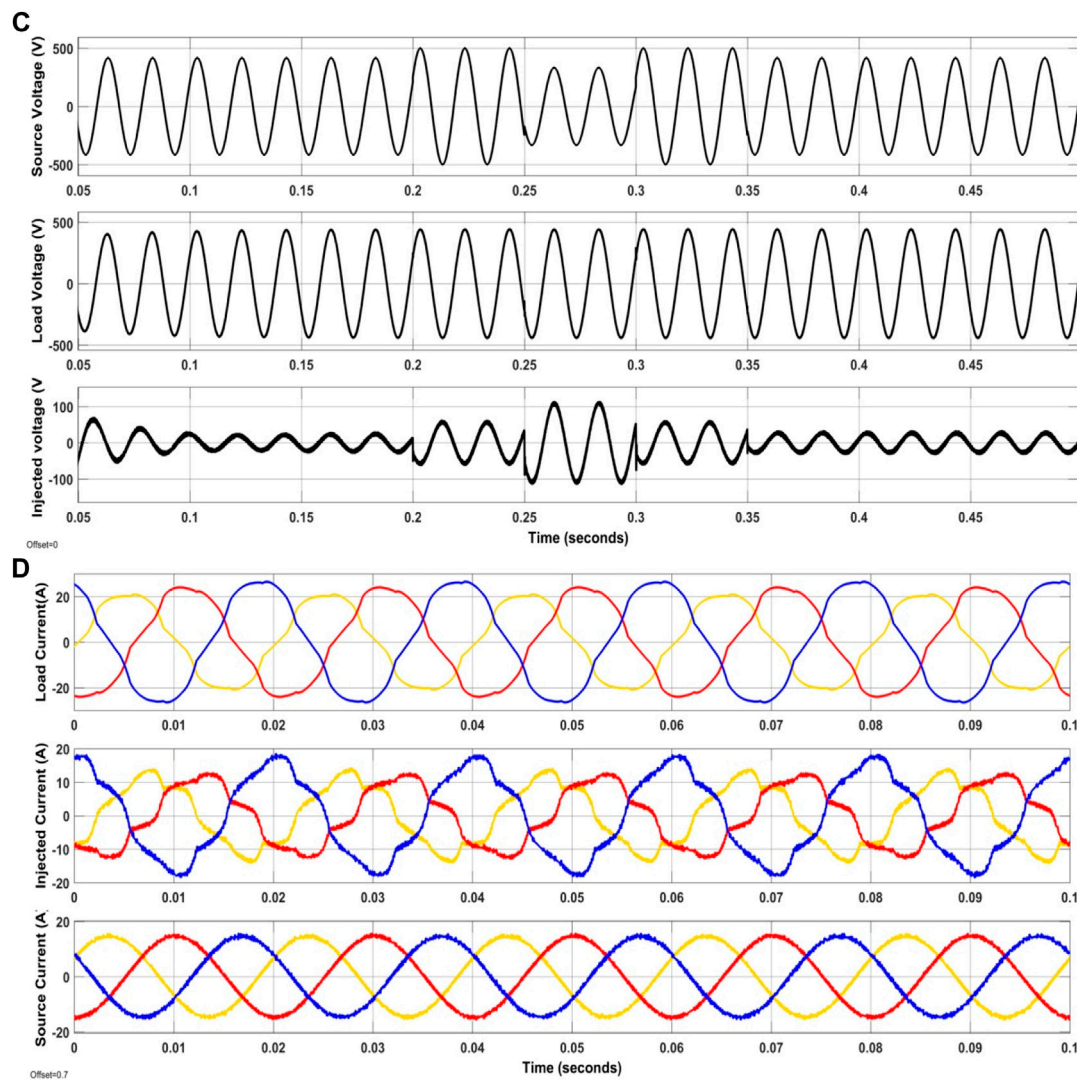 C
Source Voltage (V)
500
0
-500
0.05 0.1 0.15 0.2 0.25 0.3 0.35 0.4 0.45
Load Voltage (V)
500
0
-500
0.05 0.1 0.15 0.2 0.25 0.3 0.35 0.4 0.45
Injected voltage (V
100
0
-100
0.05 0.1 0.15 0.2 0.25 0.3 0.35 0.4 0.45
Time (seconds)
Offset=0
D
Load Current(A)
20
0
-20
0 0.01 0.02 0.03 0.04 0.05 0.06 0.07 0.08 0.09 0.1
Injected Current (A)
20
10
0
-10
-20
0 0.01 0.02 0.03 0.04 0.05 0.06 0.07 0.08 0.09 0.1
Source Current (A)
20
0
-20
0 0.01 0.02 0.03 0.04 0.05 0.06 0.07 0.08 0.09 0.1
Time (seconds)
Offset=0.7